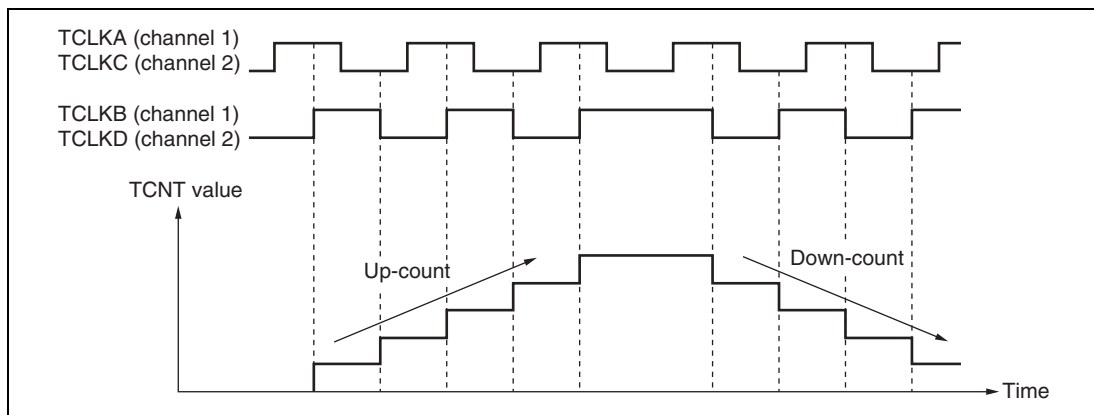 TCLKA (channel 1)
TCLKC (channel 2)
TCLKB (channel 1)
TCLKD (channel 2)
TCNT value
Up-count
Down-count
Time